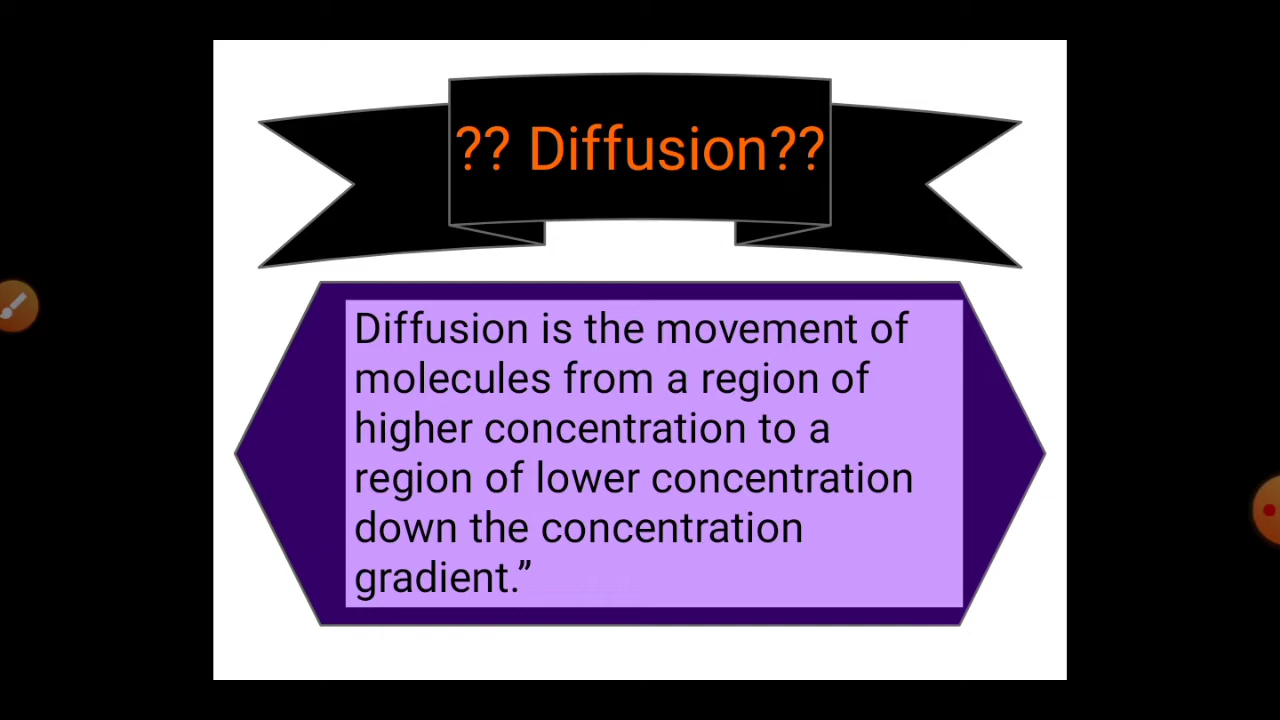 ?? Diffusion??
Diffusion is the movement of
molecules from a region of
higher concentration to a
region of lower concentration
down the concentration
gradient.”